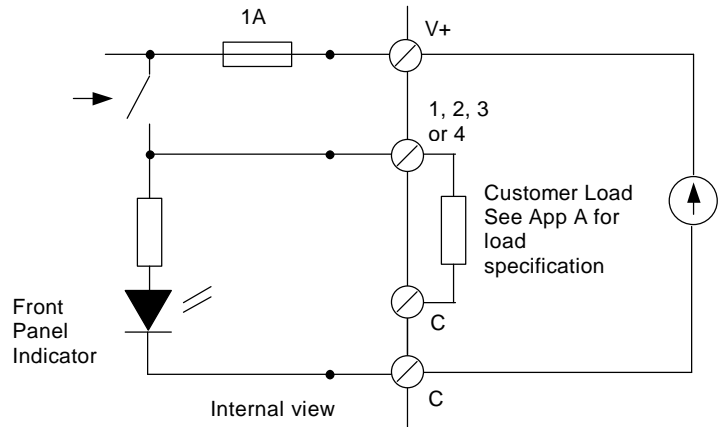 1A
V+
1, 2, 3
or 4
Customer Load
See App A for
load
specification
Front
Panel
Indicator
C
C
Internal view